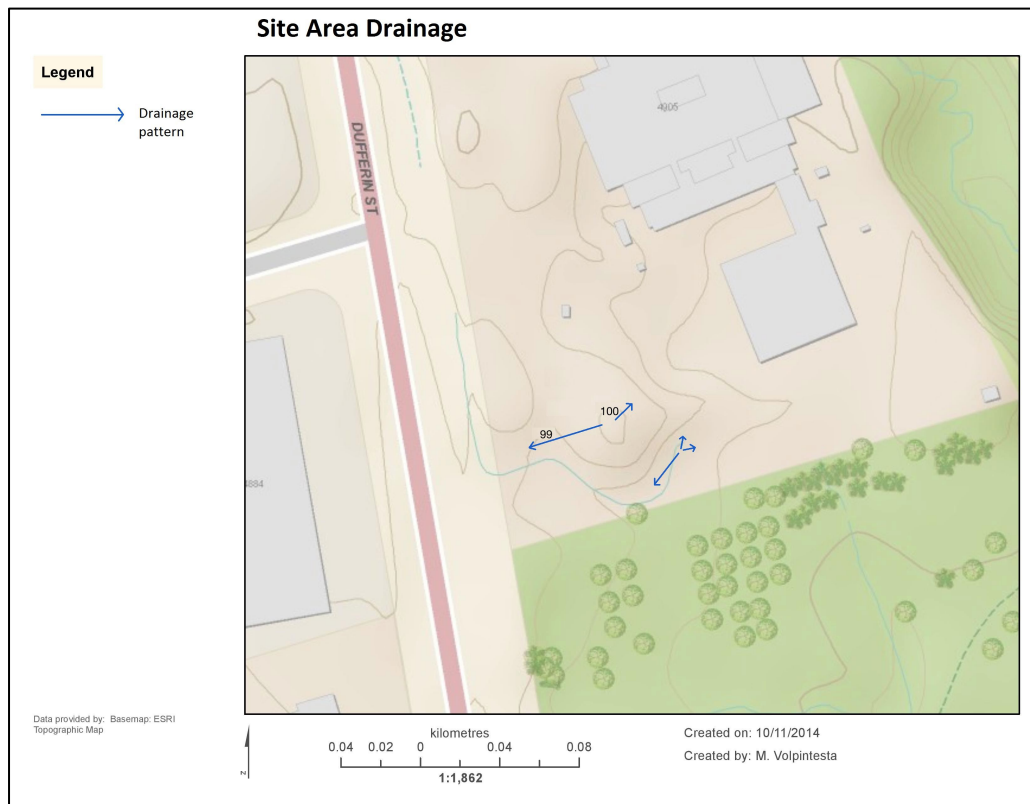 Site Area Drainage
Legend
Drainage
pattern
DUFFERIN ST
4905
100
99
4884
Data provided by: Basemap: ESRI
Topographic Map
N
kilometres
0.04 0.02 0 0.04 0.08
1:1,862
Created on: 10/11/2014
Created by: M. Volpintesta